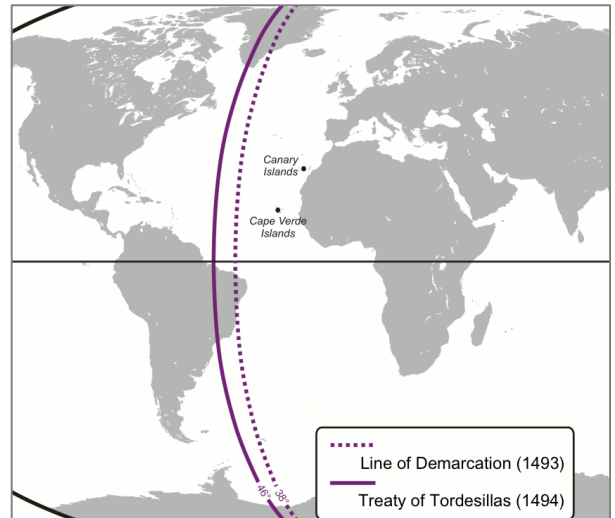 Canary
Islands
Cape Verde
Islands
46°
38°
Line of Demarcation (1493)
Treaty of Tordesillas (1494)